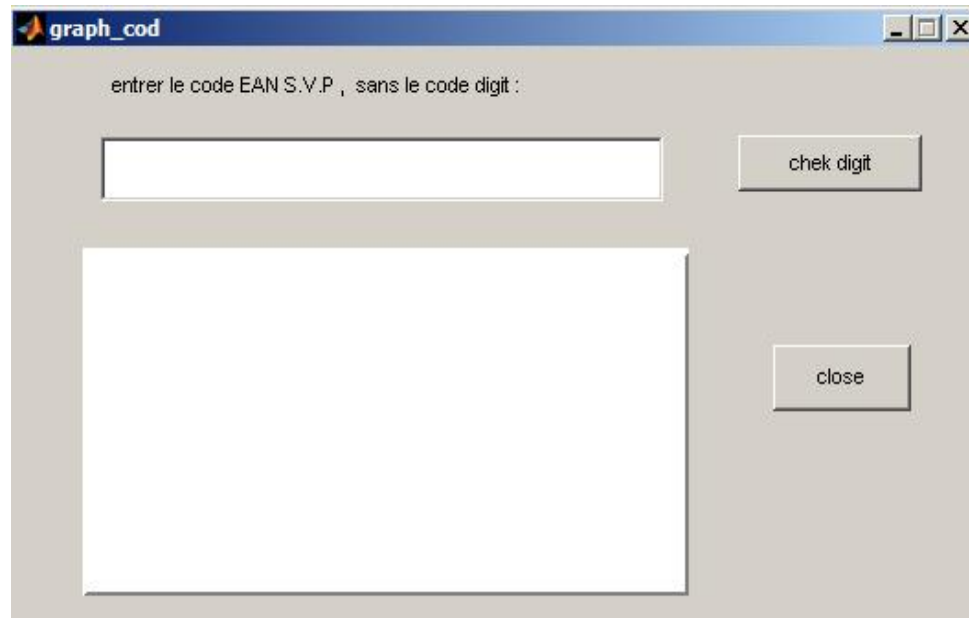 graph_cod
entrer le code EAN S.V.P , sans le code digit :
chek digit
close